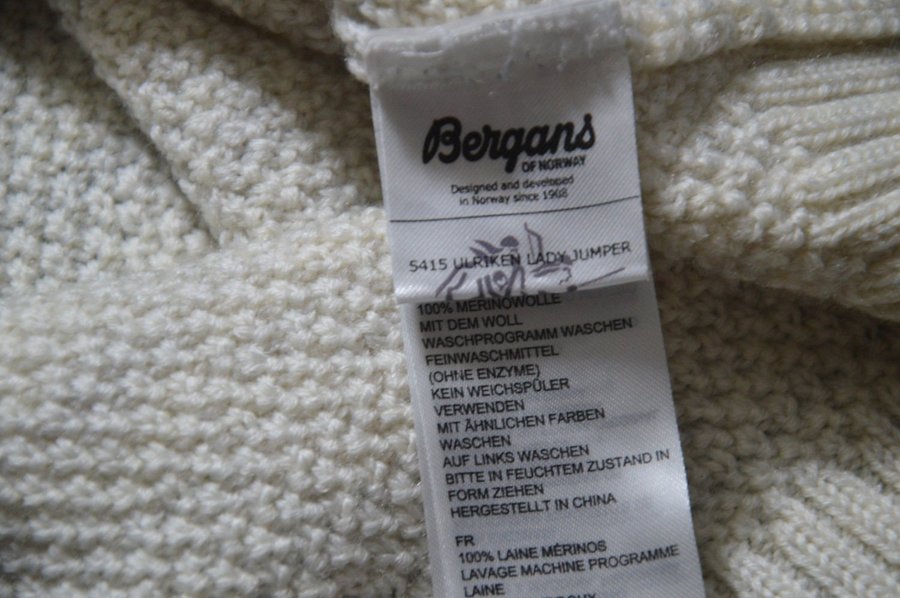 Bergans
OF NORWAY
Designed and developed
in Norway since 1908
5415 ULRIKEN LADY JUMPER
100% MERINOWOLLE
MIT DEM WOLL
WASCHPROGRAMM WASCHEN
FEINWASCHMITTEL
(OHNE ENZYME)
KEIN WEICHSPÜLER
VERWENDEN
MIT ÄHNLICHEN FARBEN
WASCHEN
AUF LINKS WASCHEN
BITTE IN FEUCHTEM ZUSTAND IN
FORM ZIEHEN
HERGESTELLT IN CHINA
FR
100% LAINE MÉRINOS
LAVAGE MACHINE PROGRAMME
LAINE